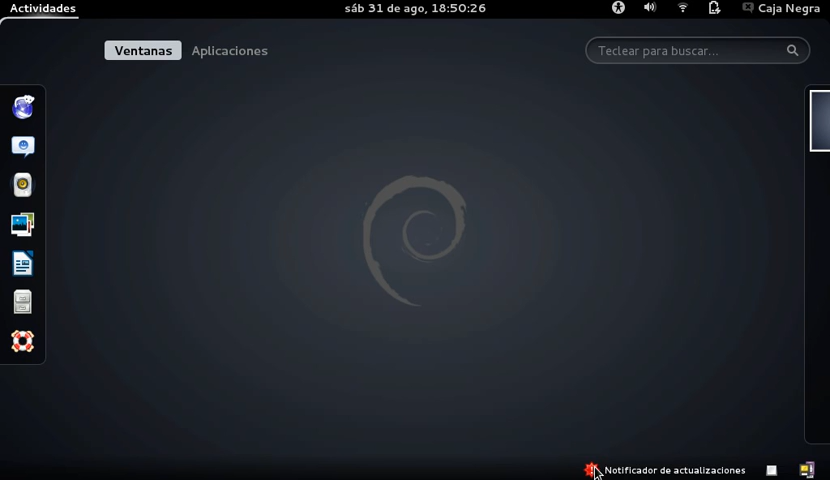 Actividades
sáb 31 de ago, 18:50:26
Caja Negra
Ventanas
Aplicaciones
Teclear para buscar...
Notificador de actualizaciones